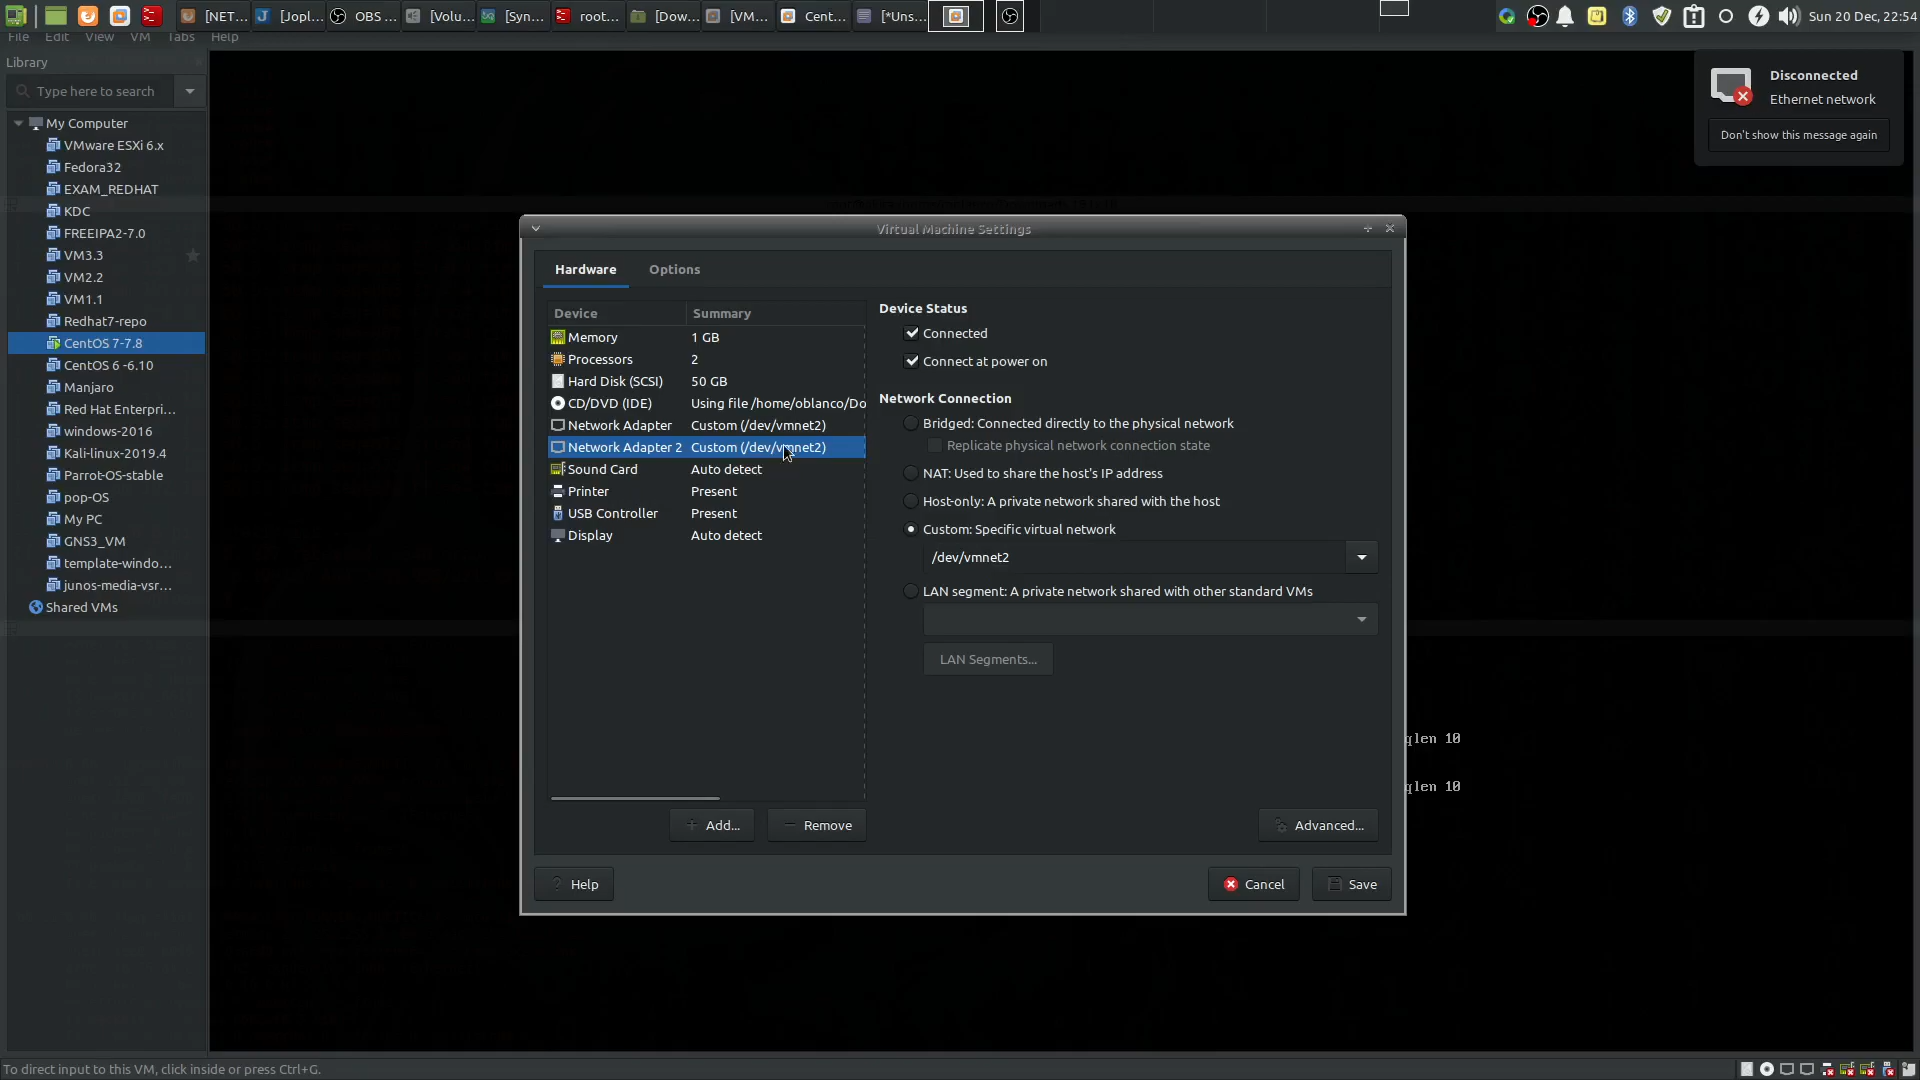 [NET...
[Jopl...
OBS ...
[Volu...
[Syn...
root...
[Dow...
[VM...
Cent...
[*Uns...
Sun 20 Dec, 22:54
File Edit View VM Tabs Help
Library
Type here to search
My Computer
VMware ESXi 6.x
Fedora32
EXAM_REDHAT
KDC
FREEIPA2-7.0
VM3.3
VM2.2
VM1.1
Redhat7-repo
CentOS 7-7.8
CentOS 6 -6.10
Manjaro
Red Hat Enterpri...
windows-2016
Kali-linux-2019.4
Parrot-OS-stable
pop-OS
My PC
GNS3_VM
template-windo...
junos-media-vsr...
Shared VMs
Disconnected
Ethernet network
Don't show this message again
Virtual Machine Settings
Hardware Options
Device Summary
Memory 1 GB
Processors 2
Hard Disk (SCSI) 50 GB
CD/DVD (IDE) Using file /home/oblanco/Do
Network Adapter Custom (/dev/vmnet2)
Network Adapter 2 Custom (/dev/vmnet2)
Sound Card Auto detect
Printer Present
USB Controller Present
Display Auto detect
Add... Remove
Device Status
Connected
Connect at power on
Network Connection
Bridged: Connected directly to the physical network
Replicate physical network connection state
NAT: Used to share the host's IP address
Host-only: A private network shared with the host
Custom: Specific virtual network
/dev/vmnet2
LAN segment: A private network shared with other standard VMs
LAN Segments...
Advanced...
Help Cancel Save
qlen 10
qlen 10
To direct input to this VM, click inside or press Ctrl+G.